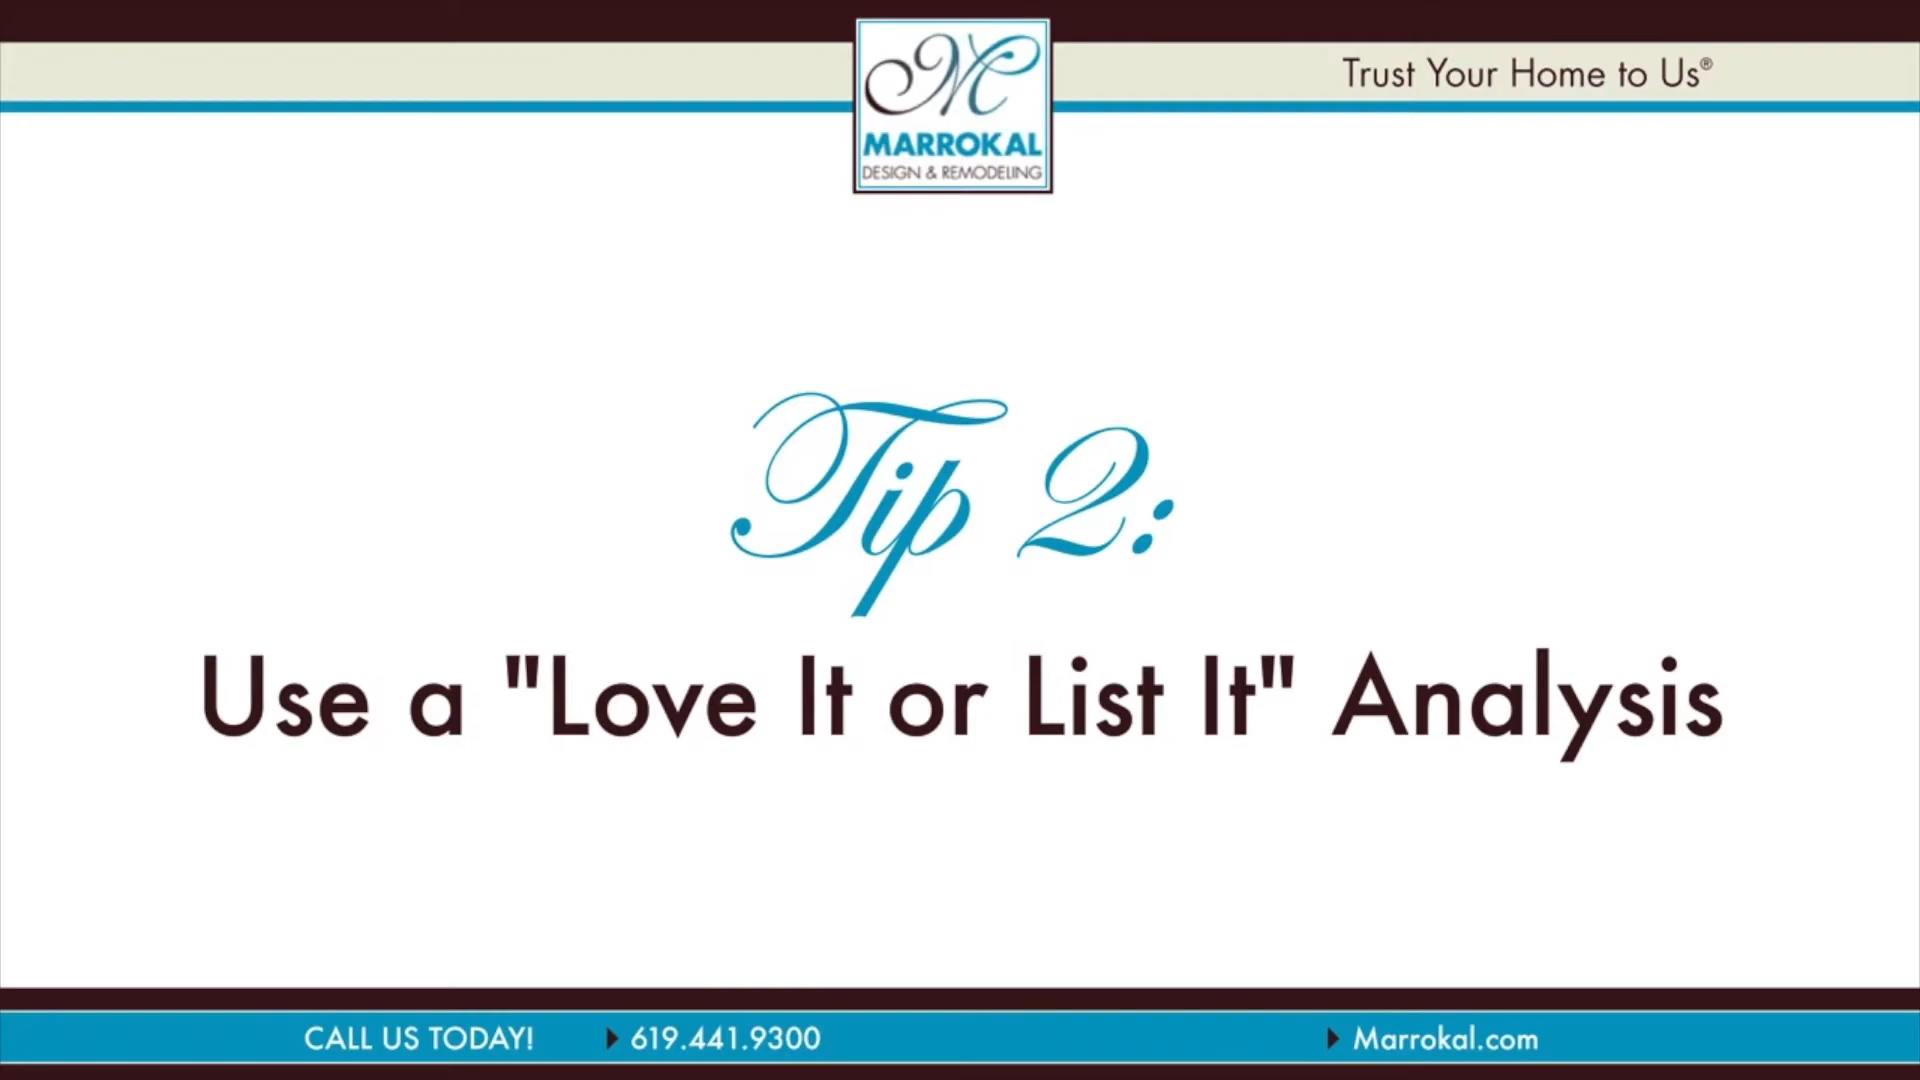 Trust Your Home to Us®
M
MARROKAL
DESIGN & REMODELING
Tip 2:
Use a "Love It or List It" Analysis
CALL US TODAY! 619.441.9300 Marrokal.com